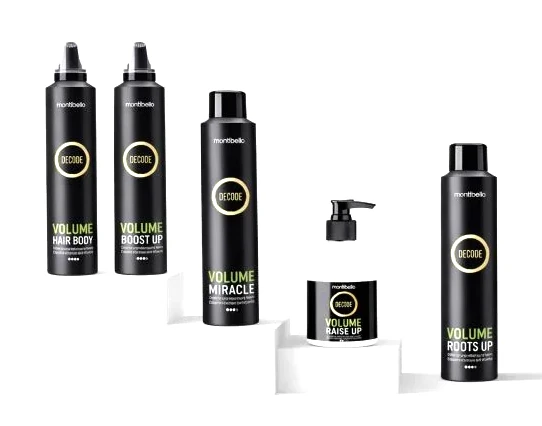 montibello
DECODE
VOLUME
HAIR BODY
montibello
DECODE
VOLUME
BOOST UP
montibello
DECODE
VOLUME
MIRACLE
montibello
DECODE
VOLUME
RAISE UP
montibello
DECODE
VOLUME
ROOTS UP